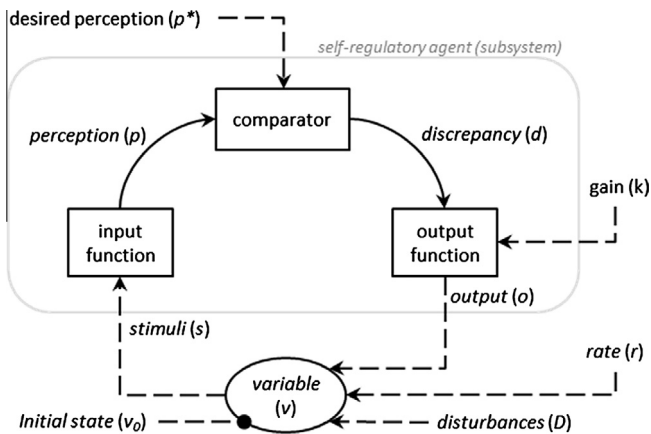 desired perception (p*)
self-regulatory agent (subsystem)
comparator
perception (p)
discrepancy (d)
gain (k)
input
function
output
function
output (o)
stimuli (s)
rate (r)
variable
(v)
Initial state (v₀)
disturbances (D)